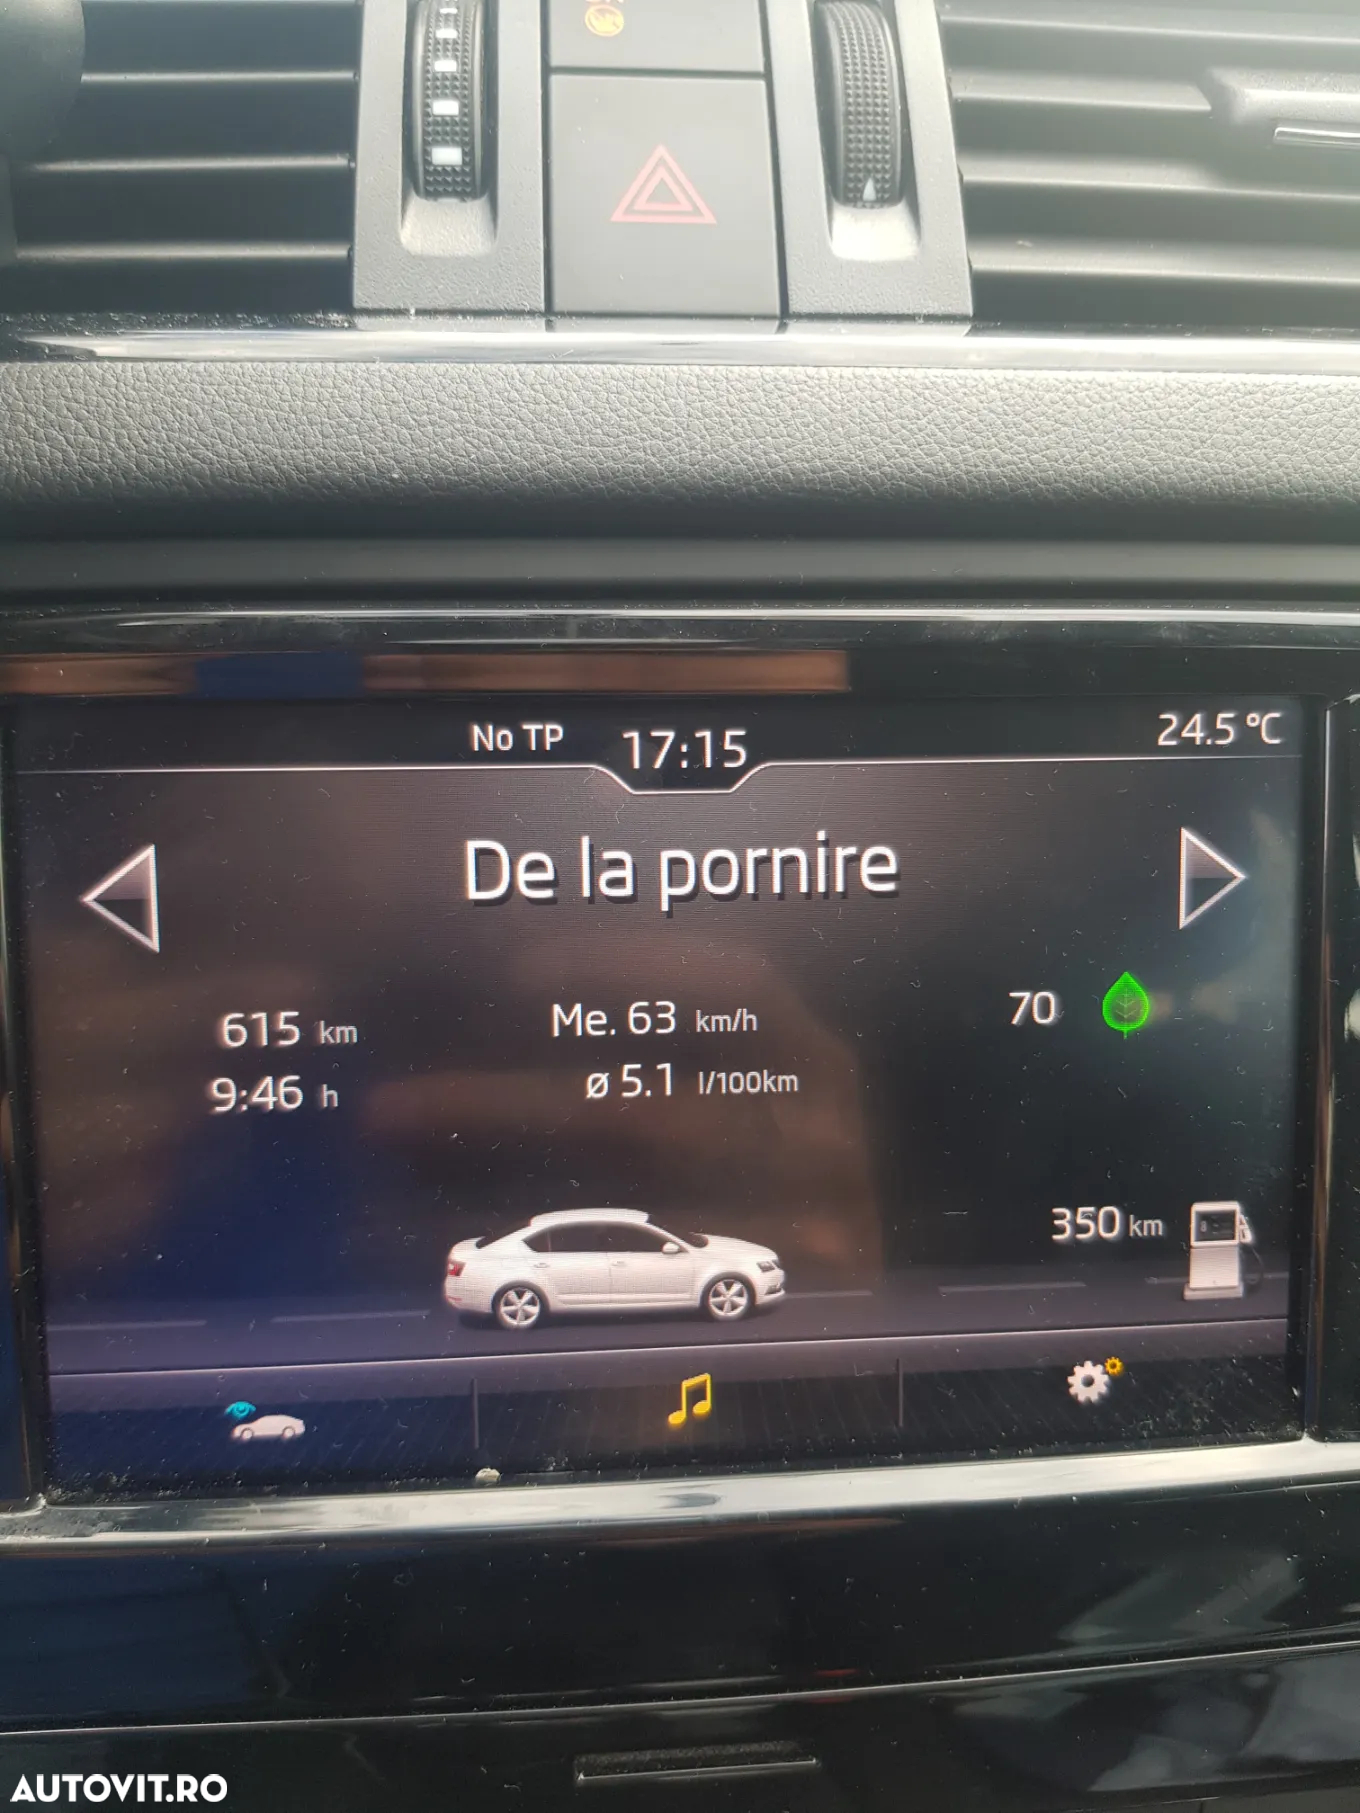 No TP 17:15 24.5 °C
De la pornire
615 km Me. 63 km/h 70
9:46 h ø 5.1 l/100km
350 km
AUTOVIT.RO